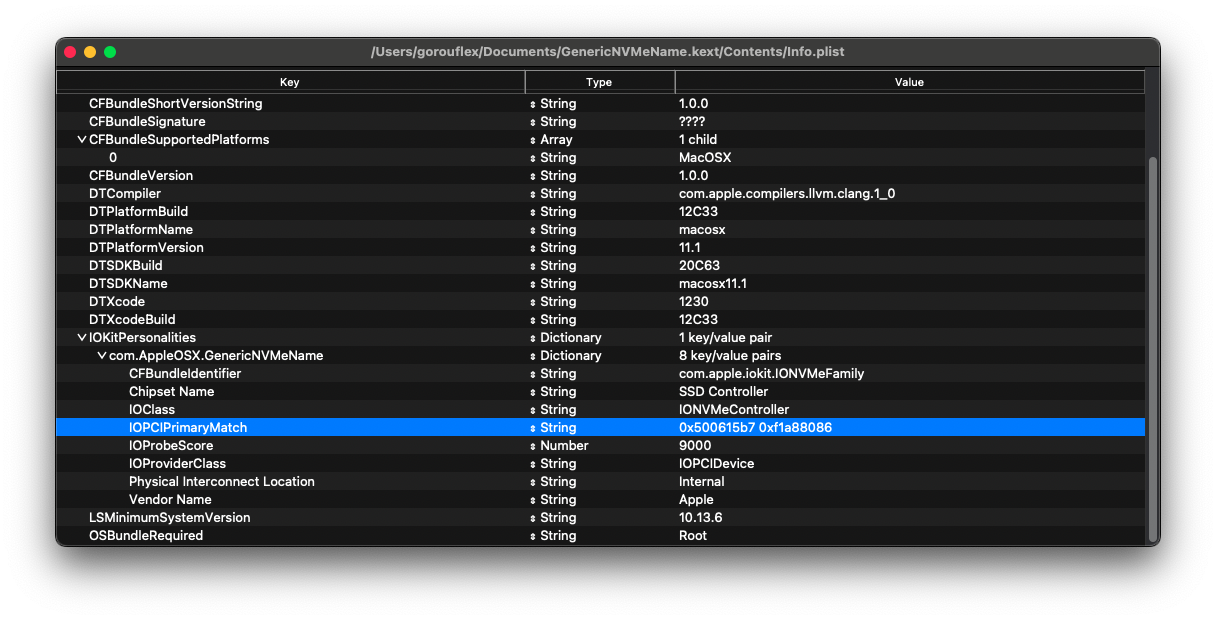 /Users/gorouflex/Documents/GenericNVMeName.kext/Contents/Info.plist
Key Type Value
CFBundleShortVersionString String 1.0.0
CFBundleSignature String ????
CFBundleSupportedPlatforms Array 1 child
0 String MacOSX
CFBundleVersion String 1.0.0
DTCompiler String com.apple.compilers.llvm.clang.1_0
DTPlatformBuild String 12C33
DTPlatformName String macosx
DTPlatformVersion String 11.1
DTSDKBuild String 20C63
DTSDKName String macosx11.1
DTXcode String 1230
DTXcodeBuild String 12C33
IOKitPersonalities Dictionary 1 key/value pair
com.AppleOSX.GenericNVMeName Dictionary 8 key/value pairs
CFBundleIdentifier String com.apple.iokit.IONVMeFamily
Chipset Name String SSD Controller
IOClass String IONVMeController
IOPCIPrimaryMatch String 0x500615b7 0xf1a88086
IOProbeScore Number 9000
IOProviderClass String IOPCIDevice
Physical Interconnect Location String Internal
Vendor Name String Apple
LSMinimumSystemVersion String 10.13.6
OSBundleRequired String Root